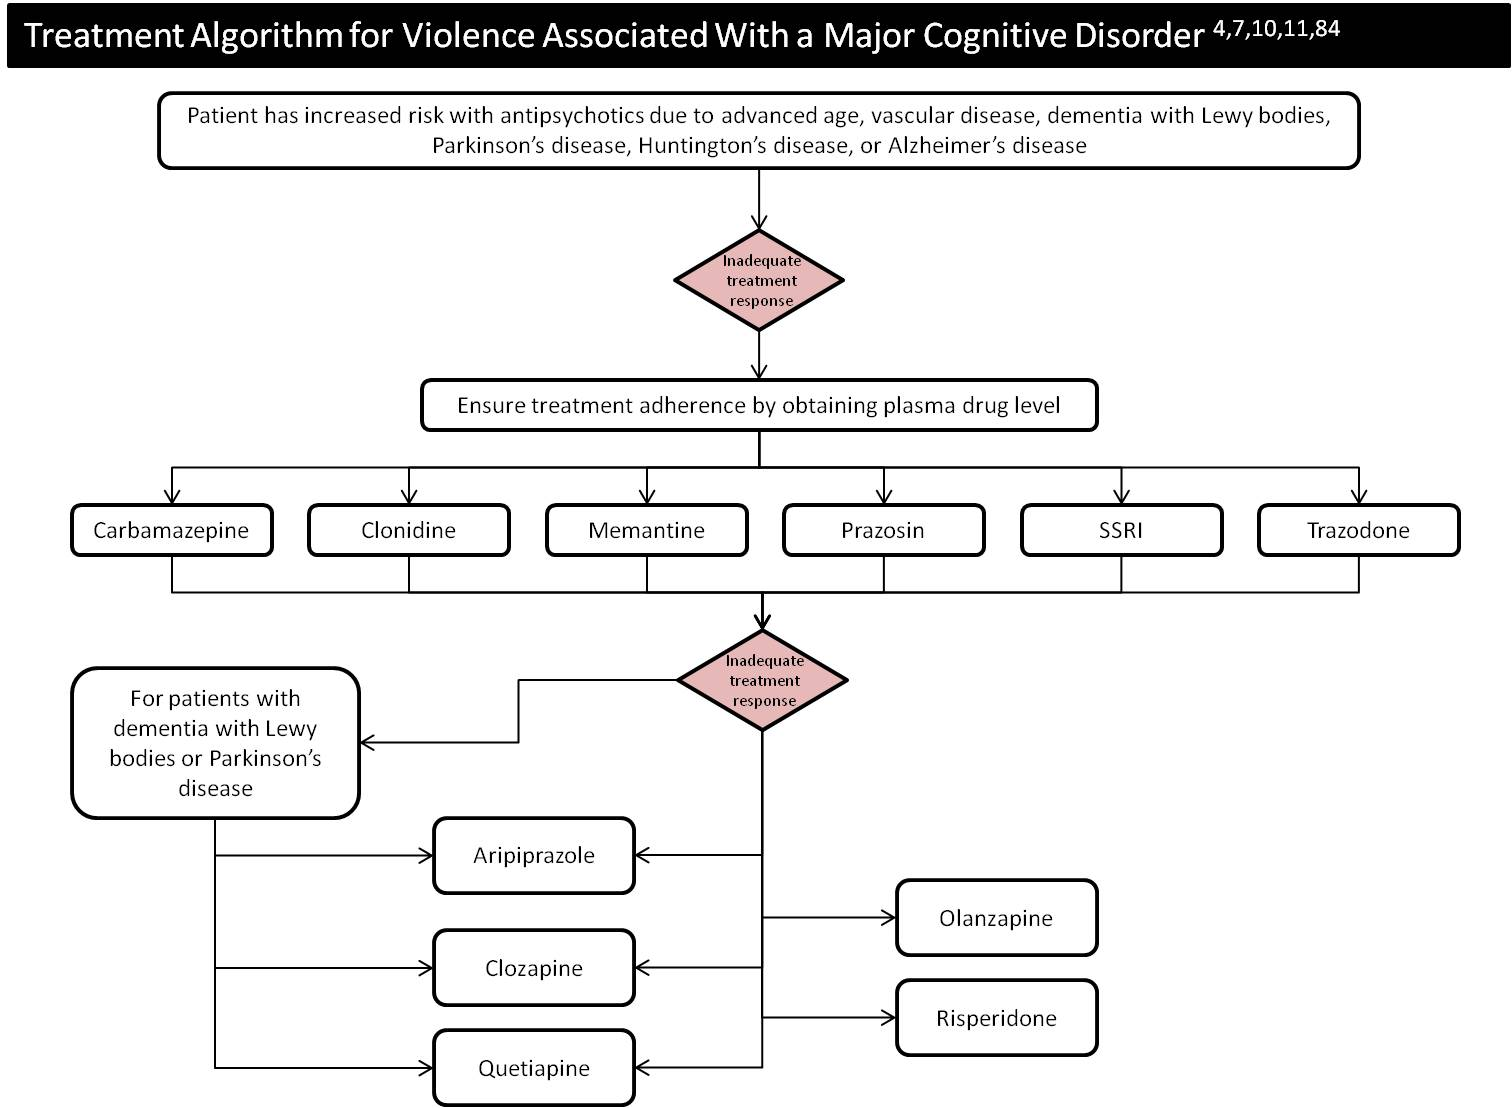 Treatment Algorithm for Violence Associated With a Major Cognitive Disorder 4,7,10,11,84
Patient has increased risk with antipsychotics due to advanced age, vascular disease, dementia with Lewy bodies,
Parkinson’s disease, Huntington’s disease, or Alzheimer’s disease
Inadequate
treatment
response
Ensure treatment adherence by obtaining plasma drug level
Carbamazepine
Clonidine
Memantine
Prazosin
SSRI
Trazodone
Inadequate
treatment
response
For patients with
dementia with Lewy
bodies or Parkinson’s
disease
Aripiprazole
Olanzapine
Clozapine
Risperidone
Quetiapine